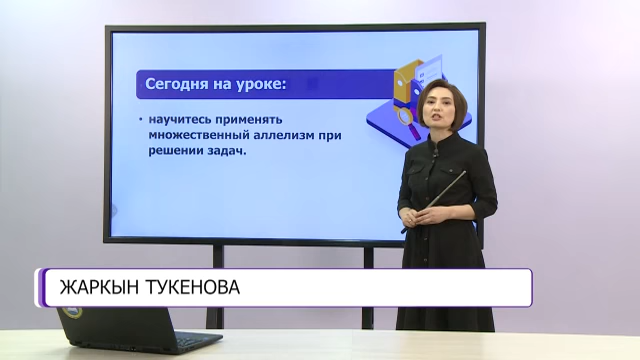 Сегодня на уроке:
• научитесь применять
множественный аллелизм при
решении задач.
ЖАРКЫН ТУКЕНОВА